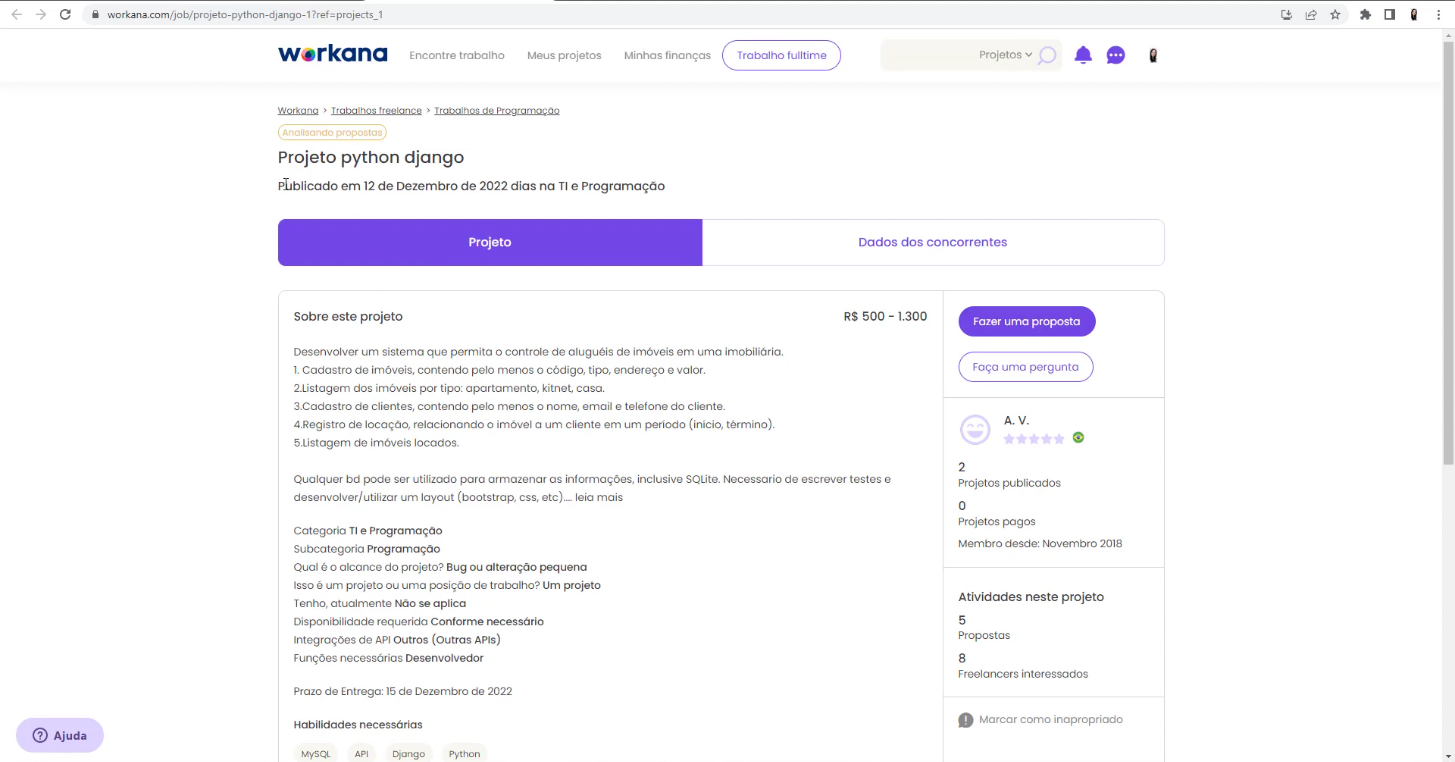 workana.com/job/projeto-python-django-1?ref=projects_1
workana
Encontre trabalho
Meus projetos
Minhas finanças
Trabalho fulltime
Projetos
Workana > Trabalhos freelance > Trabalhos de Programação
Analisando propostas
Projeto python django
Publicado em 12 de Dezembro de 2022 dias na TI e Programação
Projeto
Dados dos concorrentes
Sobre este projeto
R$ 500 - 1.300
Desenvolver um sistema que permita o controle de aluguéis de imóveis em uma imobiliária.
1. Cadastro de imóveis, contendo pelo menos o código, tipo, endereço e valor.
2.Listagem dos imóveis por tipo: apartamento, kitnet, casa.
3.Cadastro de clientes, contendo pelo menos o nome, email e telefone do cliente.
4.Registro de locação, relacionando o imóvel a um cliente em um período (início, término).
5.Listagem de imóveis locados.
Qualquer bd pode ser utilizado para armazenar as informações, inclusive SQLite. Necessario de escrever testes e
desenvolver/utilizar um layout (bootstrap, css, etc).... leia mais
Categoria TI e Programação
Subcategoria Programação
Qual é o alcance do projeto? Bug ou alteração pequena
Isso é um projeto ou uma posição de trabalho? Um projeto
Tenho, atualmente Não se aplica
Disponibilidade requerida Conforme necessário
Integrações de API Outros (Outras APIs)
Funções necessárias Desenvolvedor
Prazo de Entrega: 15 de Dezembro de 2022
Habilidades necessárias
MySQL
API
Django
Python
Fazer uma proposta
Faça uma pergunta
A. V.
2
Projetos publicados
0
Projetos pagos
Membro desde: Novembro 2018
Atividades neste projeto
5
Propostas
8
Freelancers interessados
Marcar como inapropriado
Ajuda